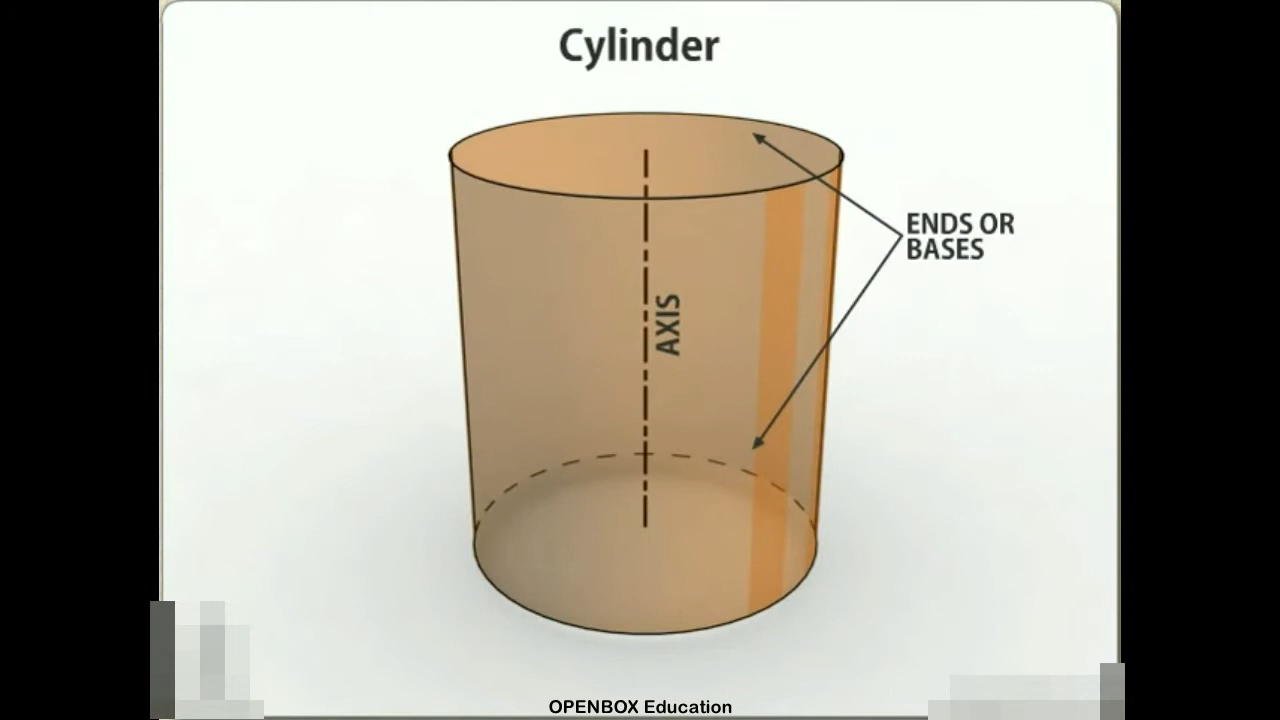 Cylinder
ENDS OR
BASES
AXIS
OPENBOX Education